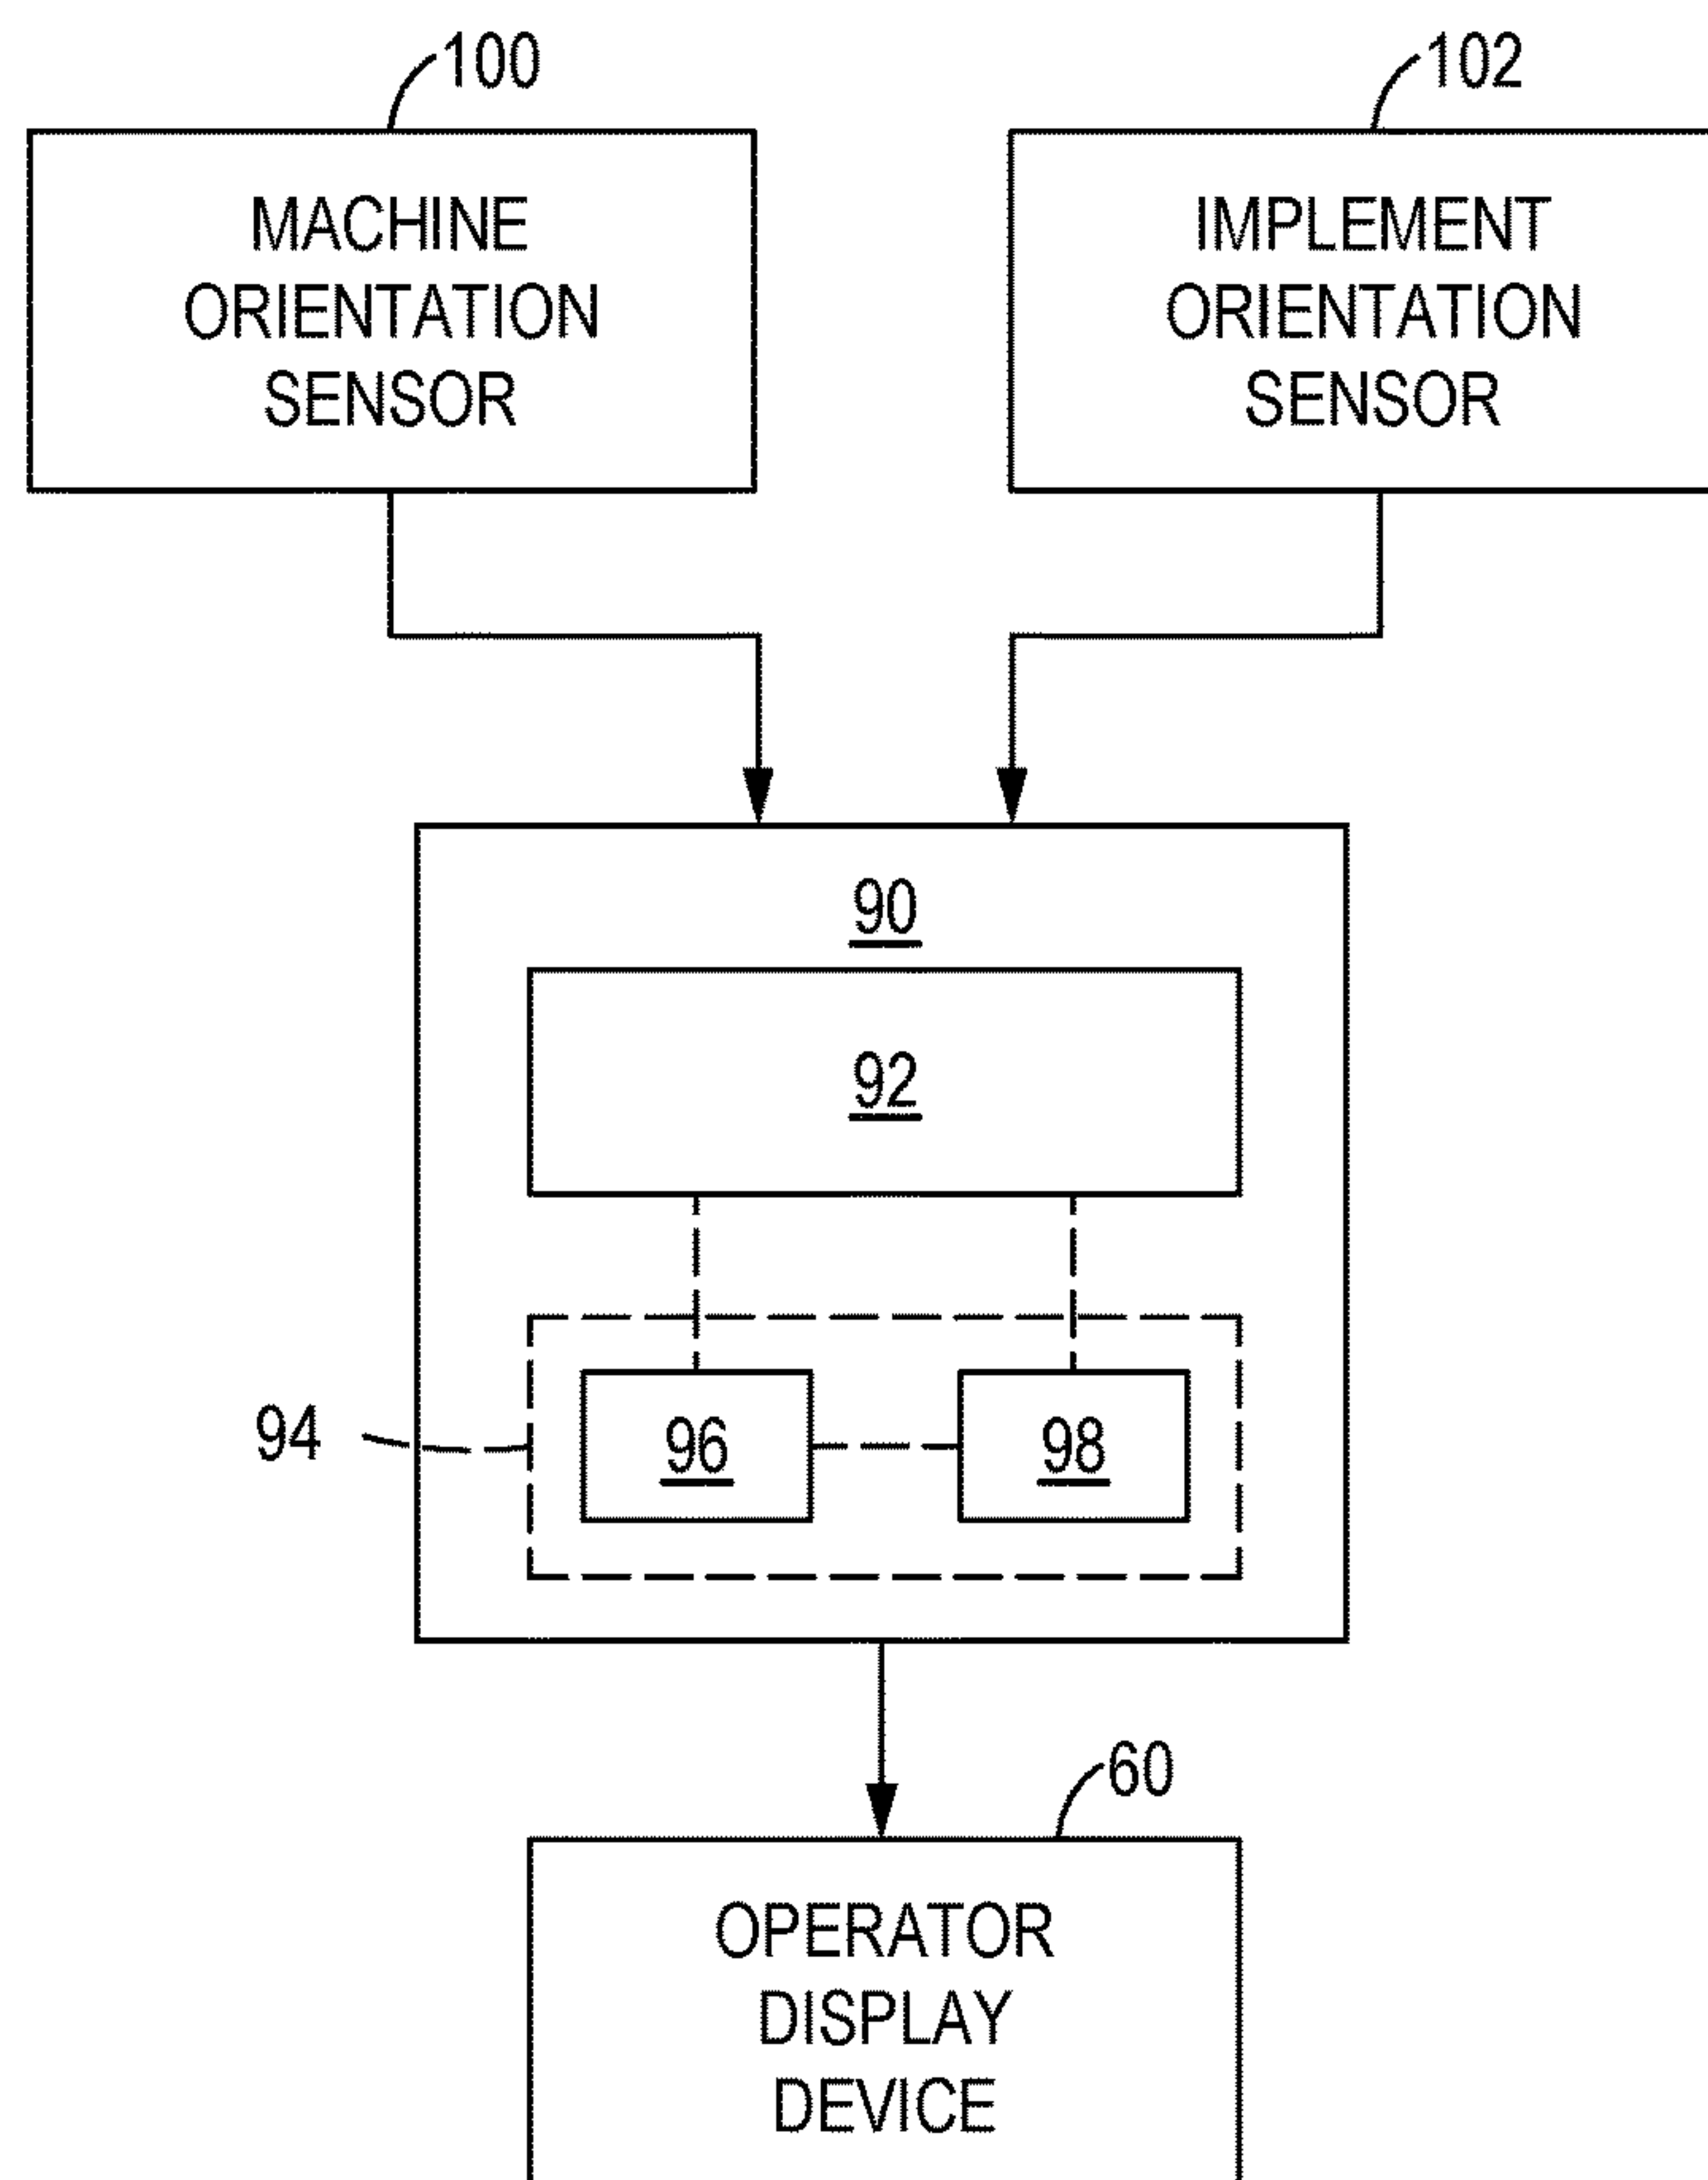 100
102
MACHINE
ORIENTATION
SENSOR
IMPLEMENT
ORIENTATION
SENSOR
90
92
94
96
98
60
OPERATOR
DISPLAY
DEVICE